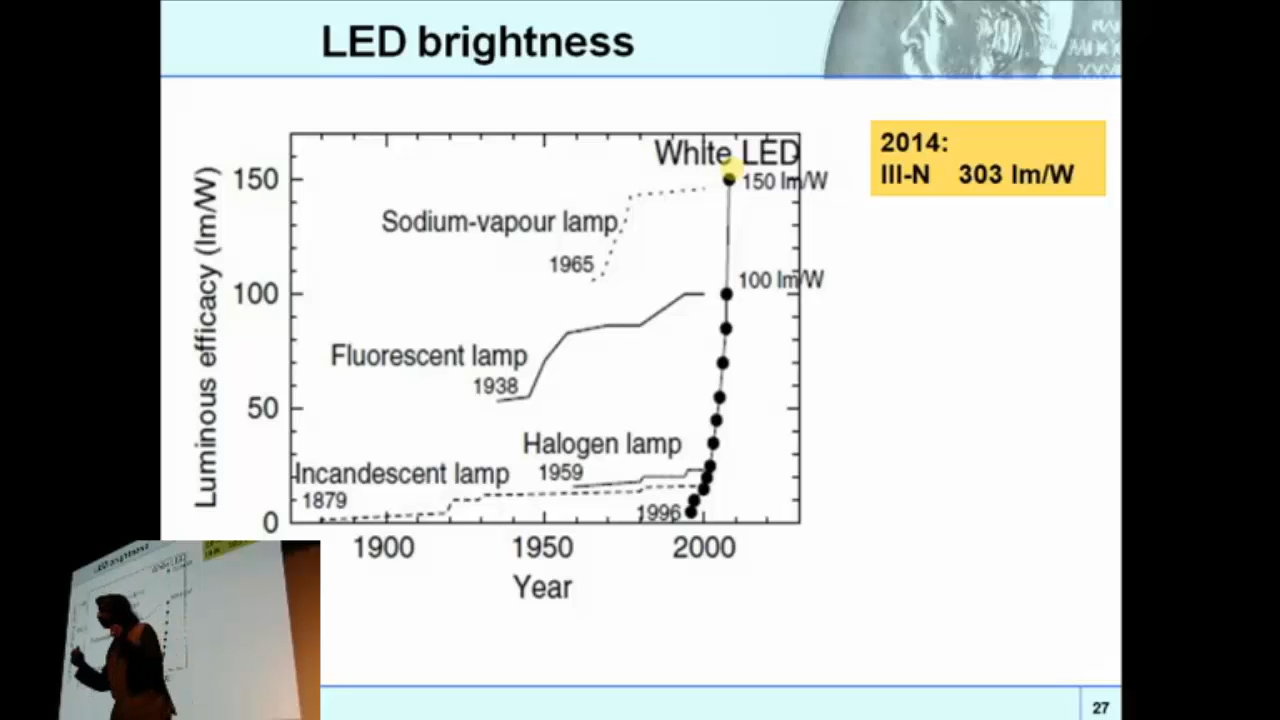 LED brightness
2014:
III-N 303 lm/W
White LED
150 lm/W
Sodium-vapour lamp
1965
100 lm/W
Fluorescent lamp
1938
Halogen lamp
1959
Incandescent lamp
1879
1996
Luminous efficacy (lm/W)
150
100
50
0
1900 1950 2000
Year
LED brightness
27